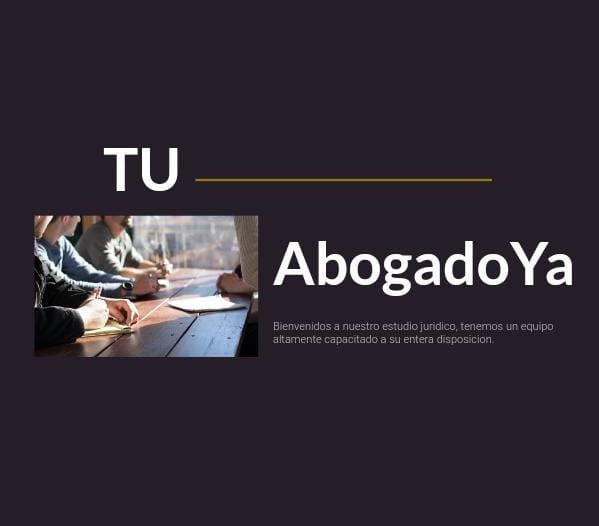 TU
AbogadoYa
Bienvenidos a nuestro estudio juridico, tenemos un equipo
altamente capacitado a su entera disposicion.